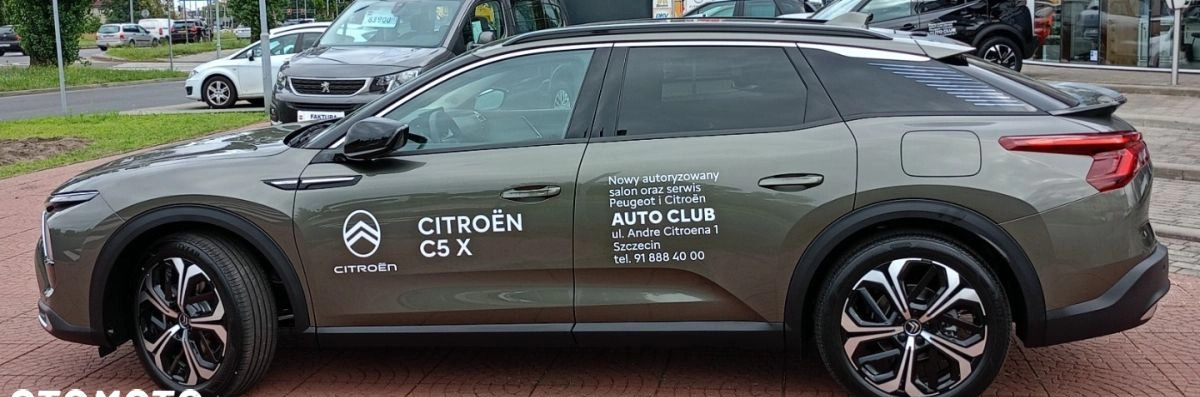 CITROËN
C5 X
CITROËN
Nowy autoryzowany
salon oraz serwis
Peugeot i Citroën
AUTO CLUB
ul. Andre Citroena 1
Szczecin
tel. 91 888 40 00
FAKTURA
OTOMOTO